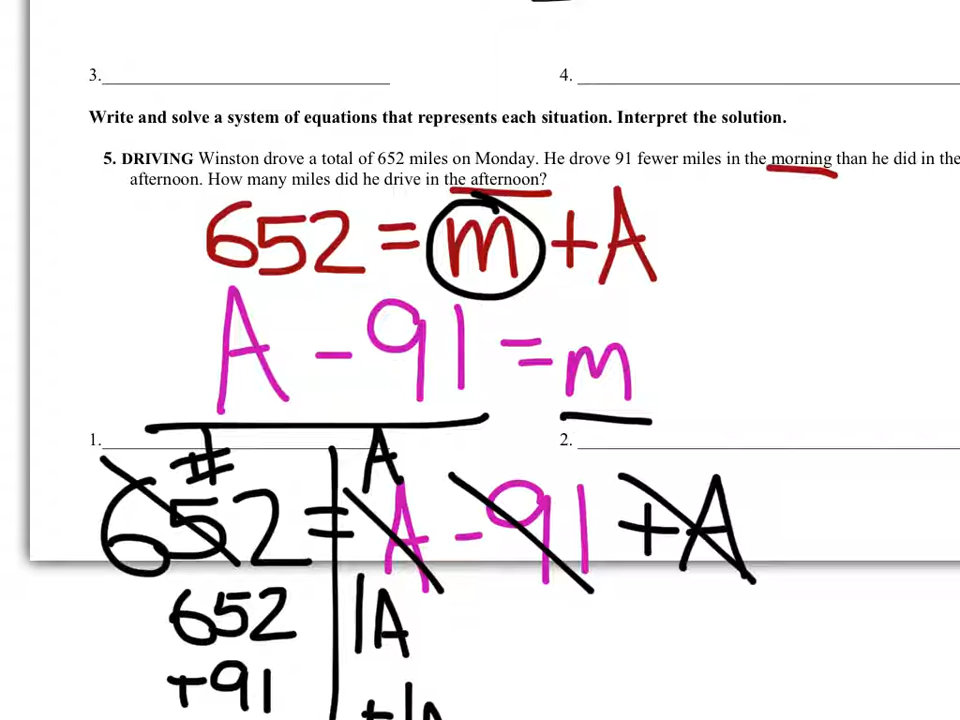 3.
4.
Write and solve a system of equations that represents each situation. Interpret the solution.
5. DRIVING Winston drove a total of 652 miles on Monday. He drove 91 fewer miles in the morning than he did in the
afternoon. How many miles did he drive in the afternoon?
652 = m + A
A - 91 = m
1.
2.
# A
652 = A - 91 + A
652 1A
+91 +1A